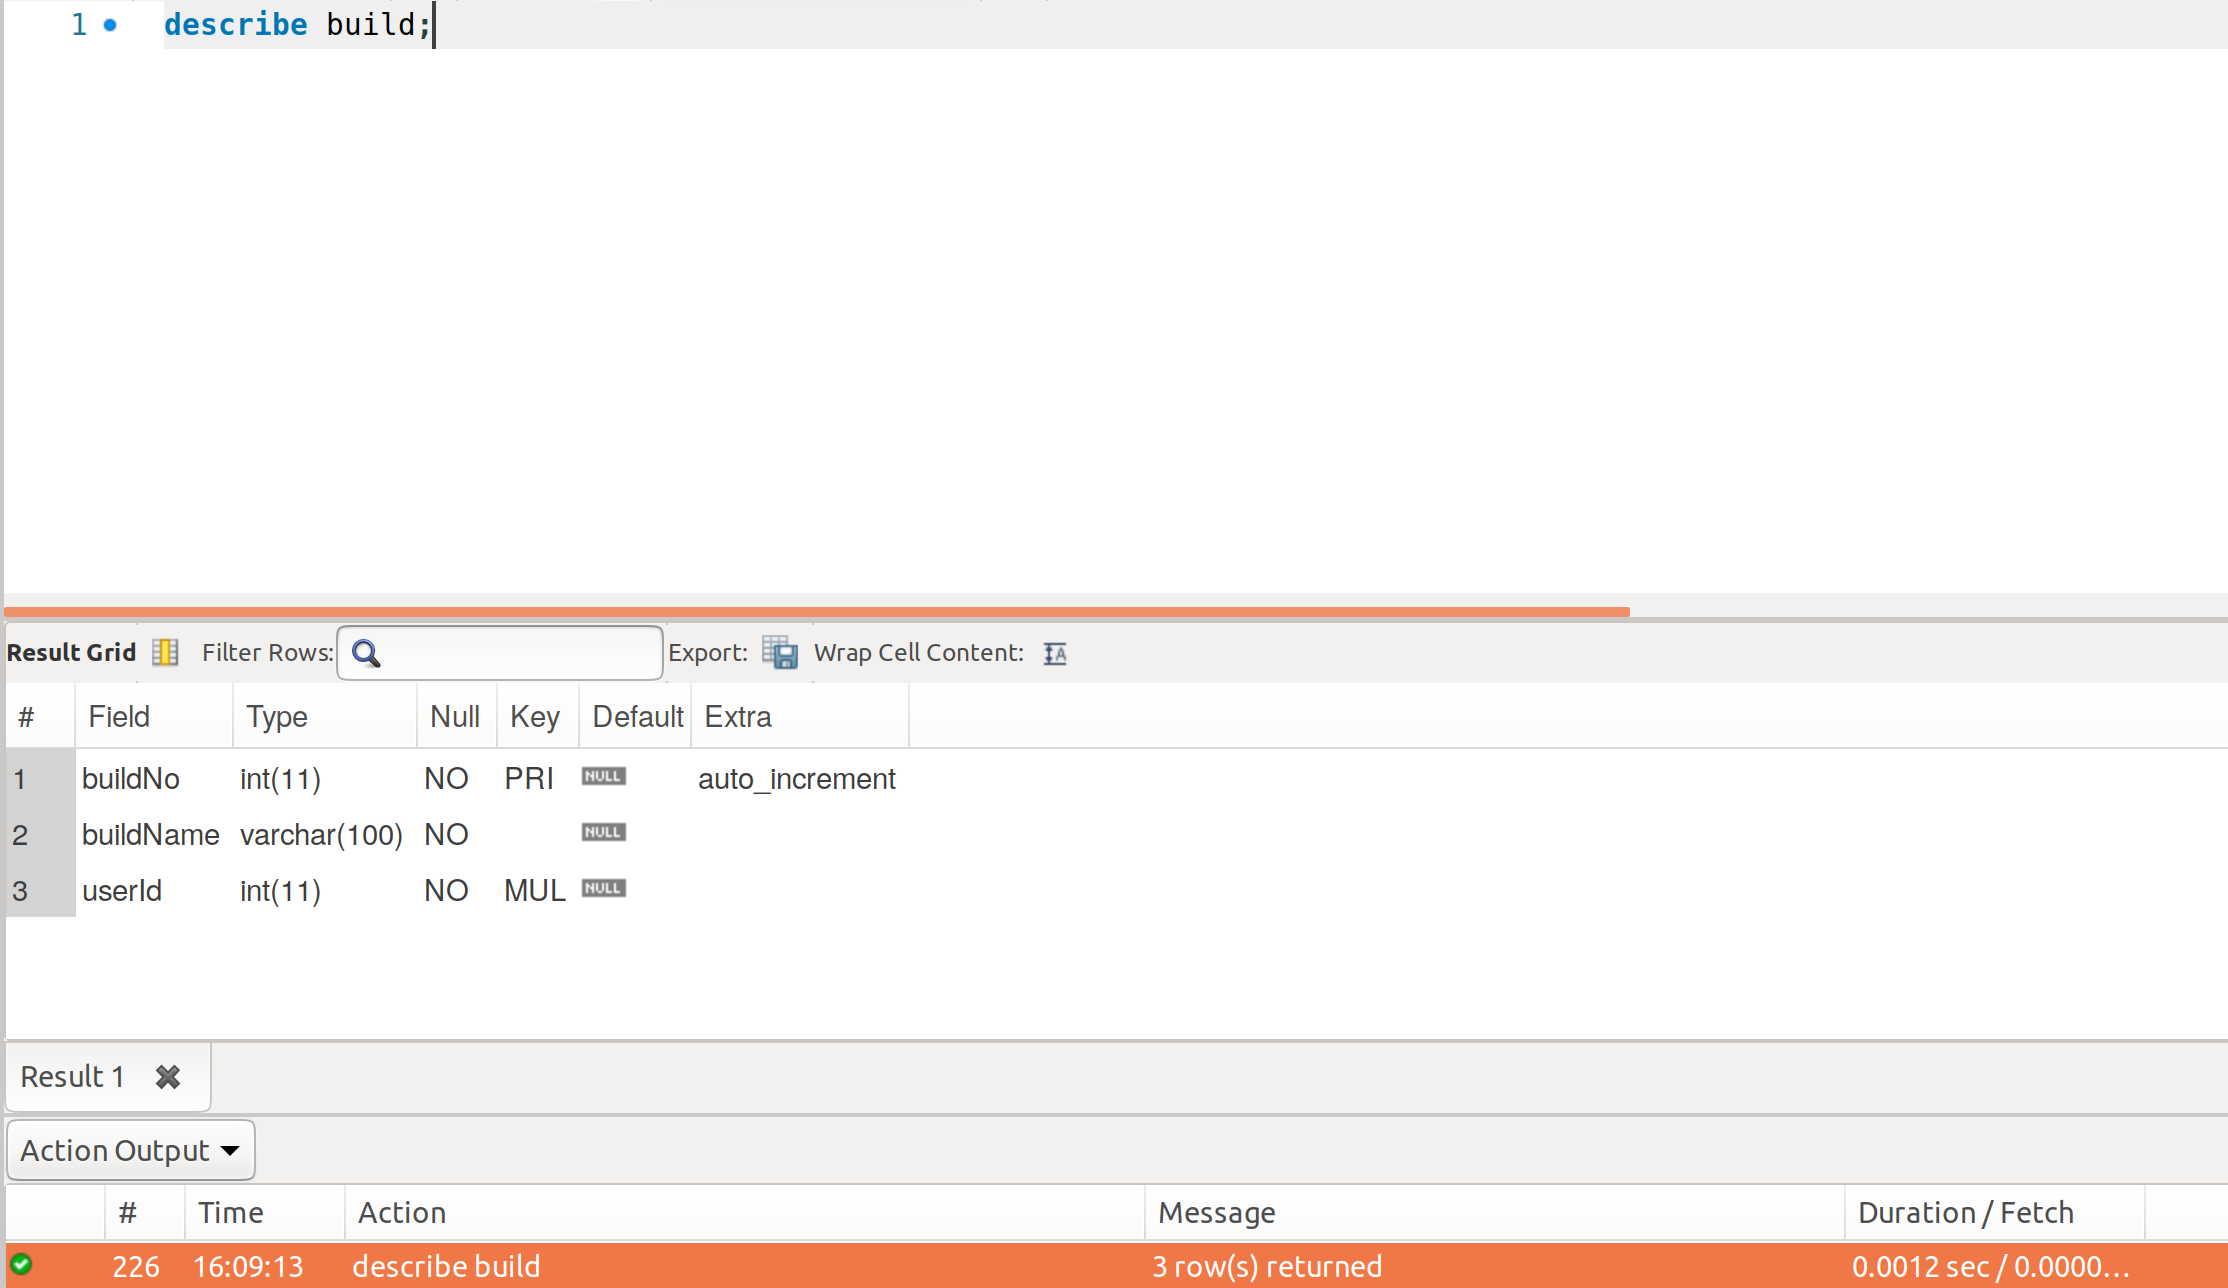 1 describe build;
Result Grid Filter Rows: Export: Wrap Cell Content:
# Field Type Null Key Default Extra
1 buildNo int(11) NO PRI NULL auto_increment
2 buildName varchar(100) NO NULL
3 userId int(11) NO MUL NULL
Result 1
Action Output
# Time Action Message Duration / Fetch
226 16:09:13 describe build 3 row(s) returned 0.0012 sec / 0.0000...